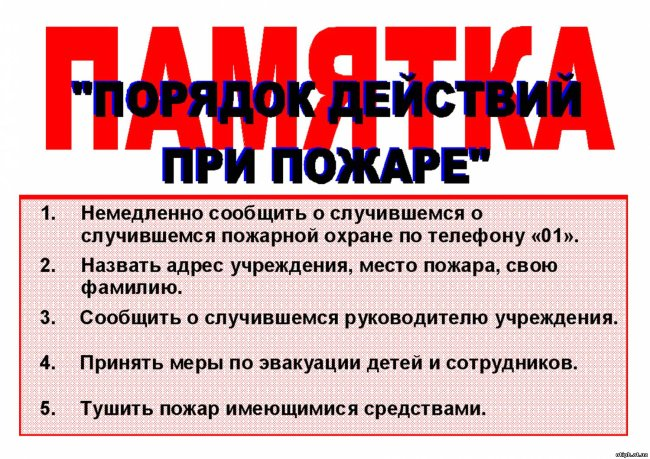 ПАМЯТКА
"ПОРЯДОК ДЕЙСТВИЙ
ПРИ ПОЖАРЕ"
1. Немедленно сообщить о случившемся о
случившемся пожарной охране по телефону «01».
2. Назвать адрес учреждения, место пожара, свою
фамилию.
3. Сообщить о случившемся руководителю учреждения.
4. Принять меры по эвакуации детей и сотрудников.
5. Тушить пожар имеющимися средствами.